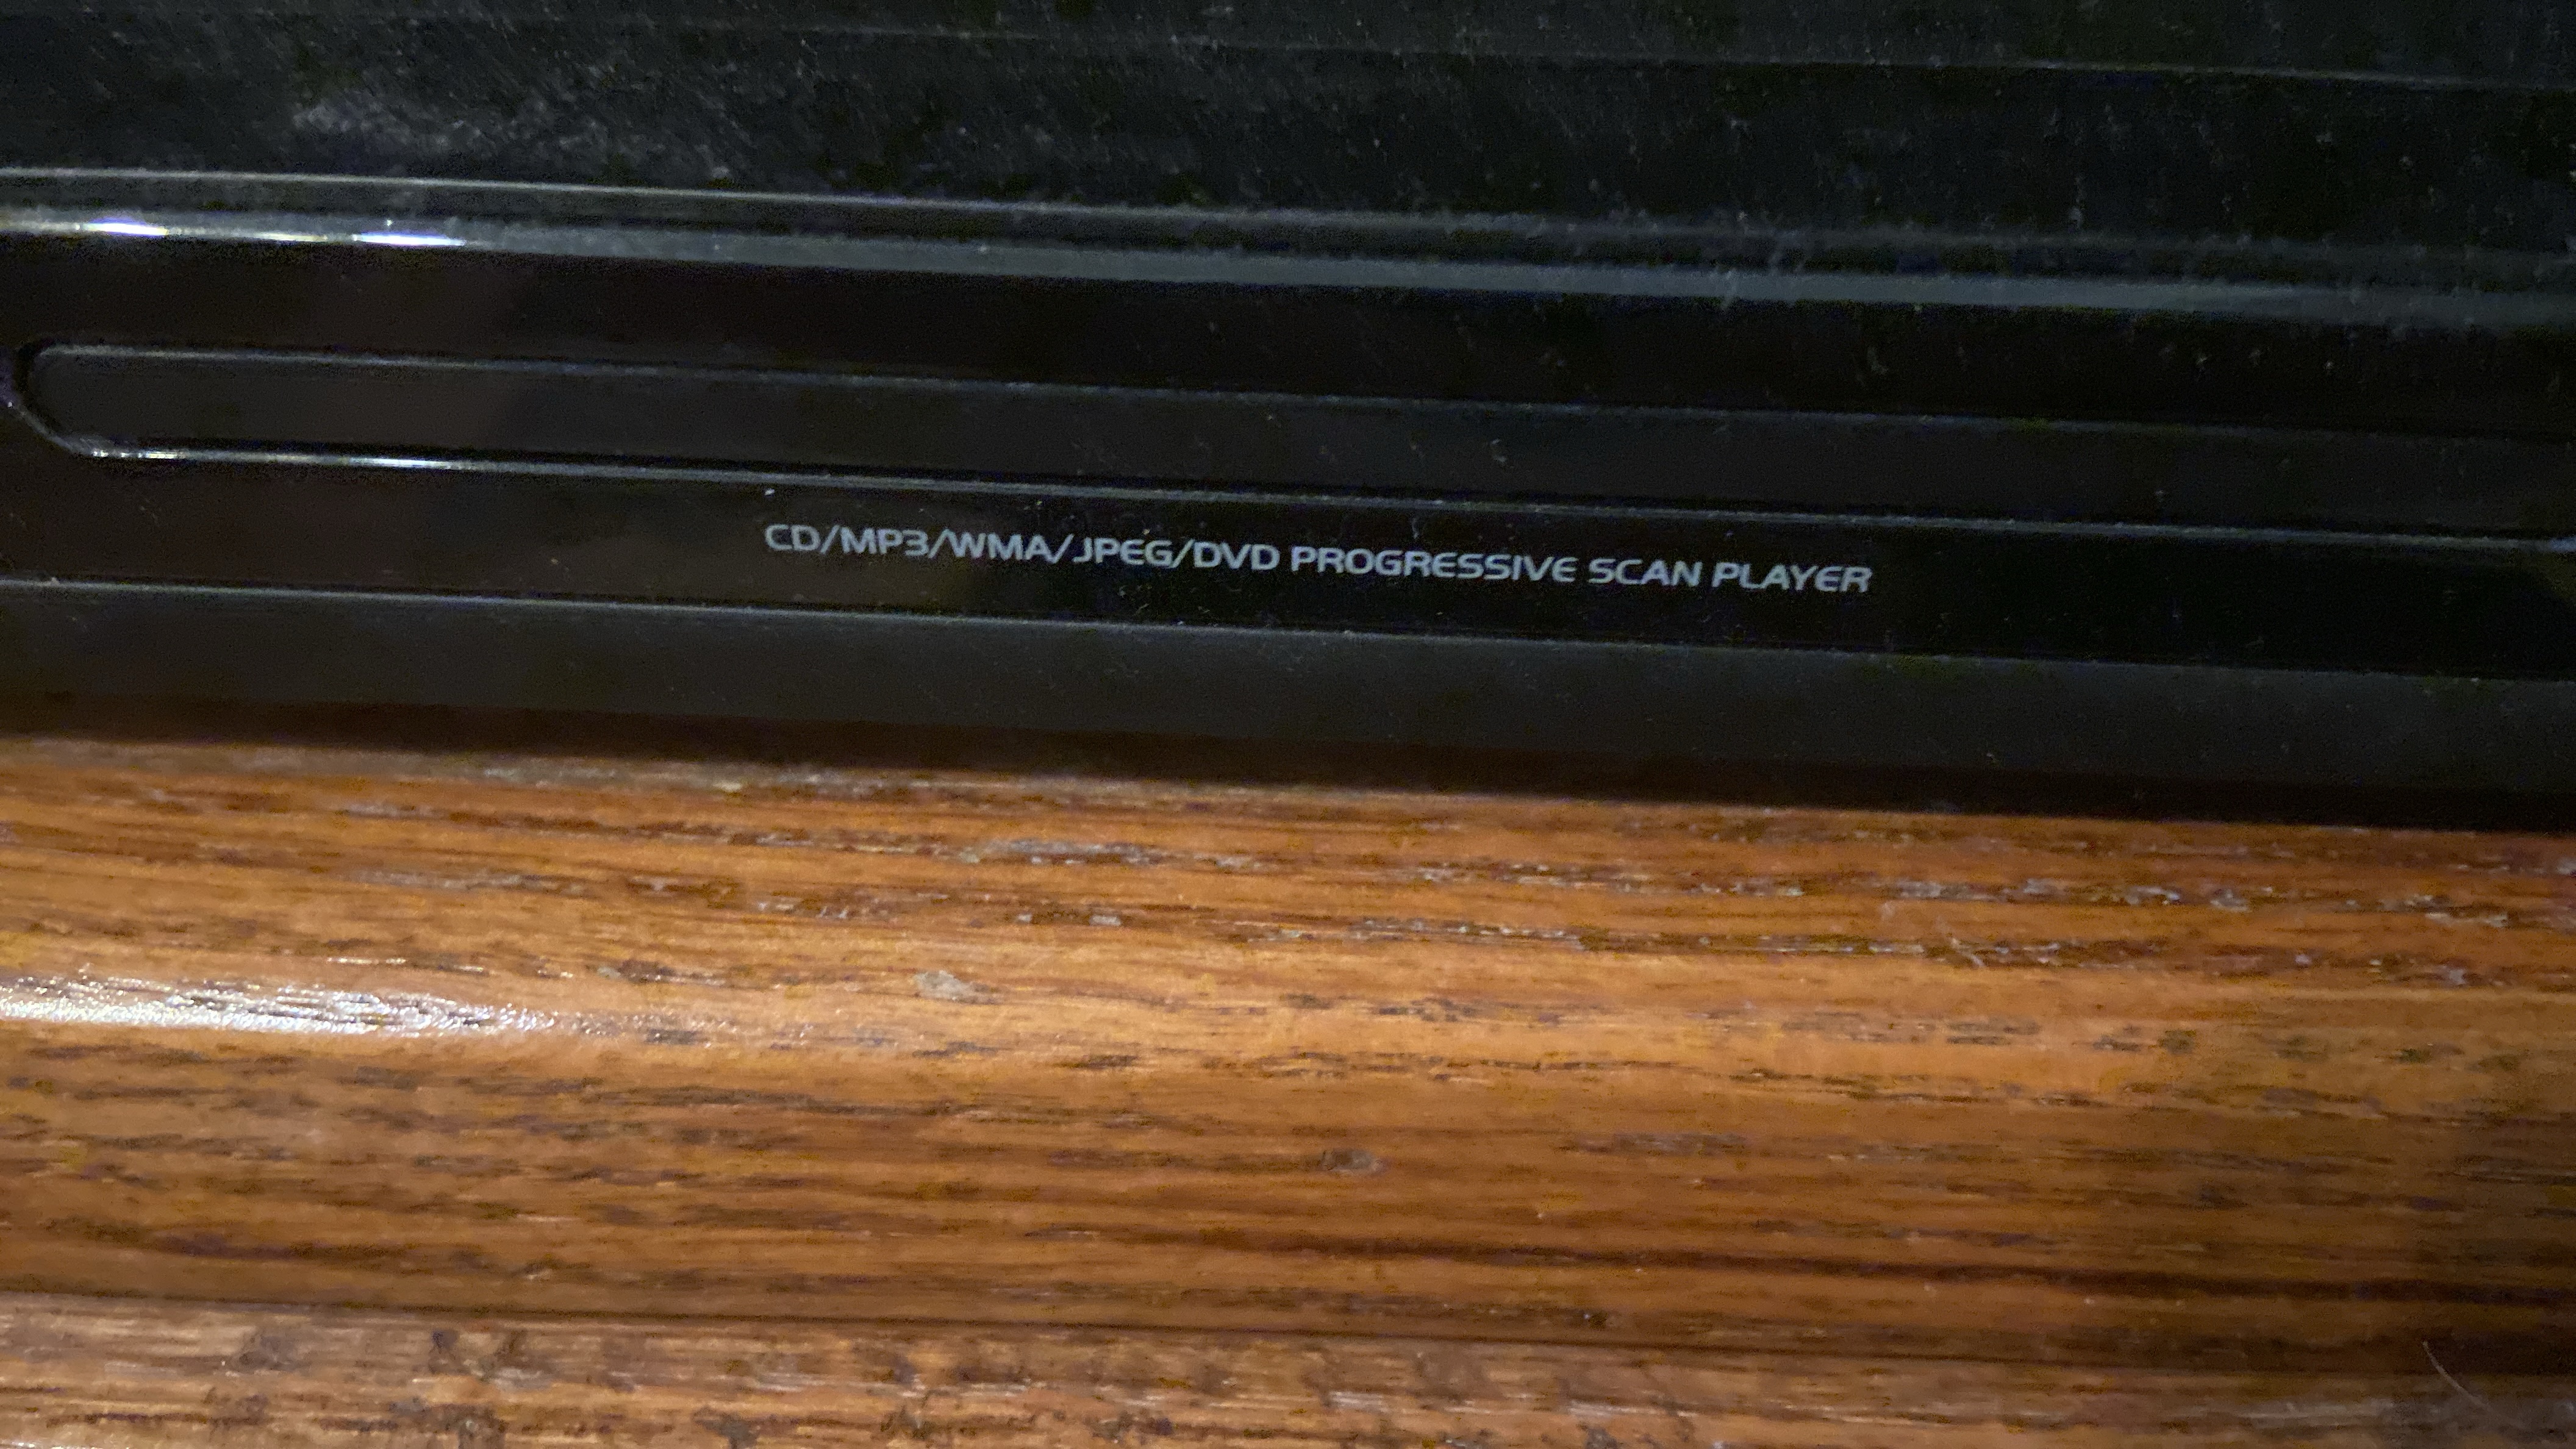 CD/MP3/WMA/JPEG/DVD PROGRESSIVE SCAN PLAYER